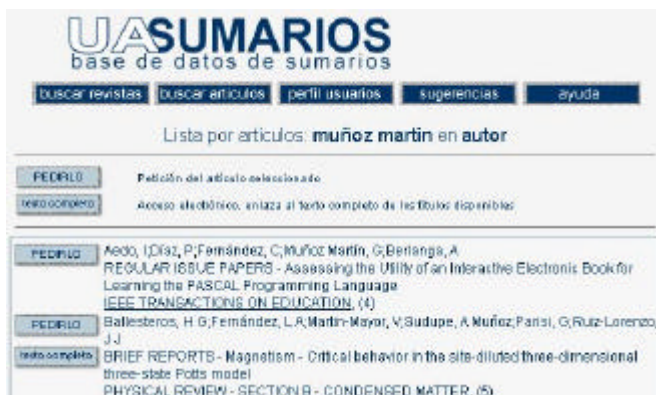 UASUMARIOS
base de datos de sumarios
buscar revistas buscar articulos perfil usuarios sugerencias ayuda
Lista por artículos: muñoz martin en autor
PEDIRLO Petición del artículo seleccionado
texto completo Acceso electrónico, enlaza al texto completo de los títulos disponibles
PEDIRLO Aedo, I;Díaz, P;Fernández, C;Muñoz Martín, G;Berlanga, A
REGULAR ISSUE PAPERS - Assessing the Utility of an Interactive Electronic Book for
Learning the PASCAL Programming Language
IEEE TRANSACTIONS ON EDUCATION, (4)
PEDIRLO Ballesteros, H G;Fernández, L A;Martin-Mayor, V;Sudupe, A Muñoz;Parisi, G;Ruiz-Lorenzo,
J J
texto completo BRIEF REPORTS - Magnetism - Critical behavior in the site-diluted three-dimensional
three-state Potts model
PHYSICAL REVIEW - SECTION B - CONDENSED MATTER, (5)